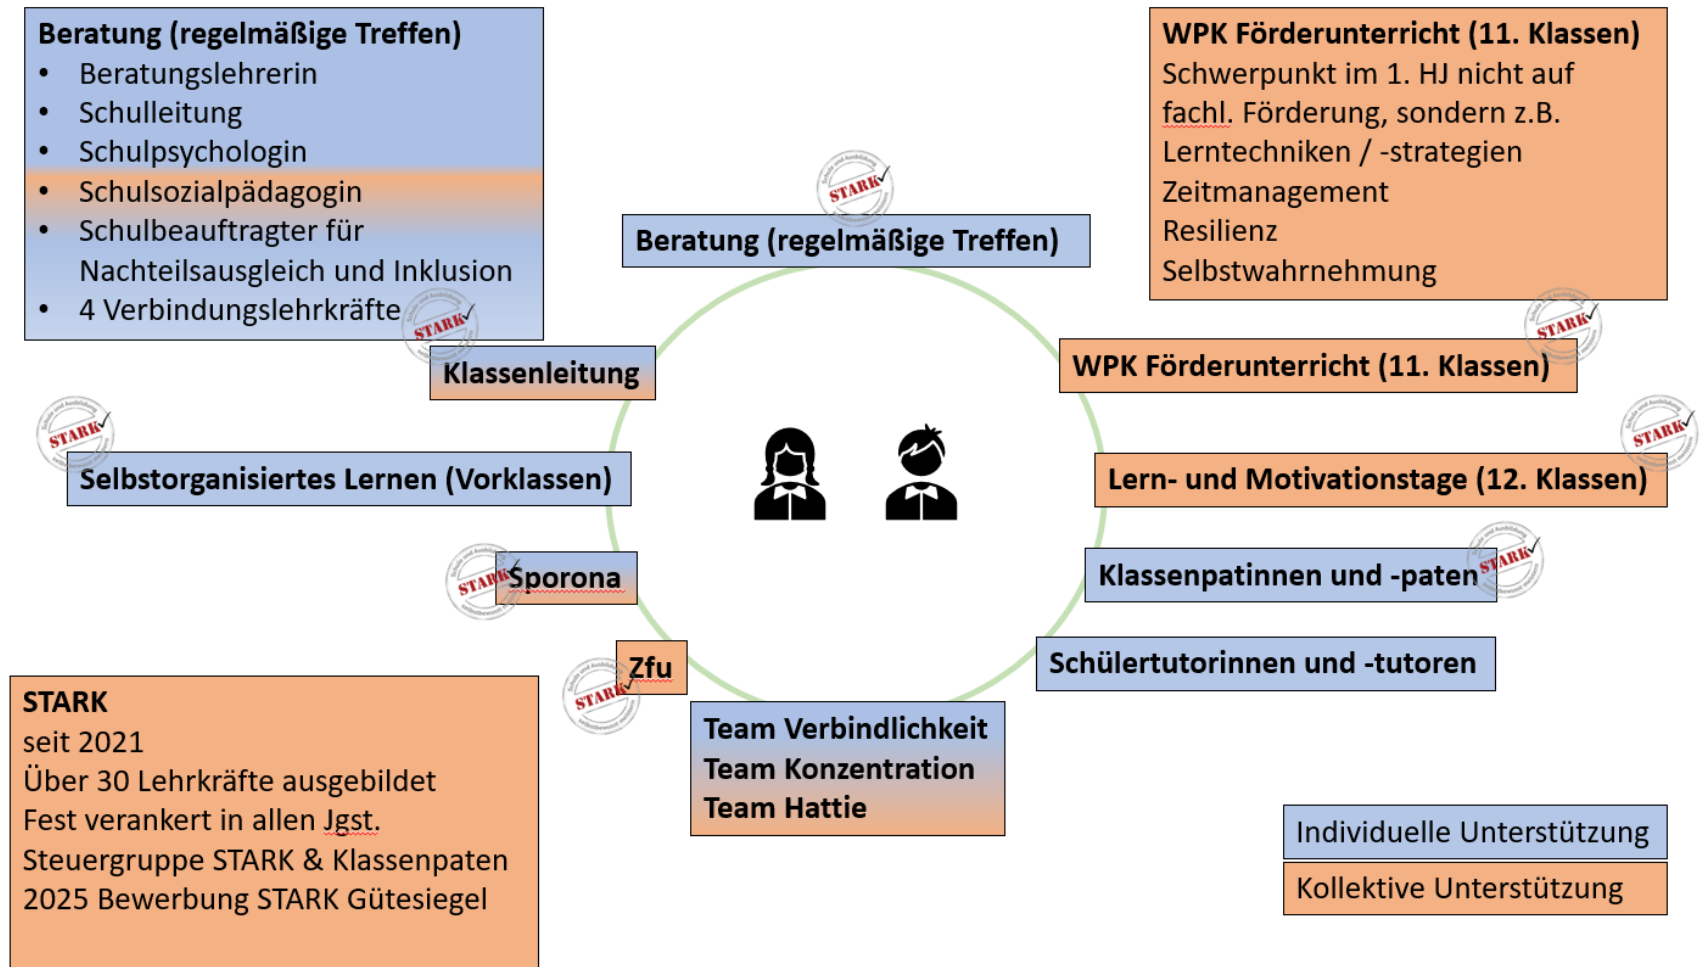 Beratung (regelmäßige Treffen)
• Beratungslehrerin
• Schulleitung
• Schulpsychologin
• Schulsozialpädagogin
• Schulbeauftragter für
Nachteilsausgleich und Inklusion
• 4 Verbindungslehrkräfte
WPK Förderunterricht (11. Klassen)
Schwerpunkt im 1. HJ nicht auf
fachl. Förderung, sondern z.B.
Lerntechniken / -strategien
Zeitmanagement
Resilienz
Selbstwahrnehmung
STARK
Beratung (regelmäßige Treffen)
STARK
Klassenleitung
STARK
WPK Förderunterricht (11. Klassen)
STARK
Selbstorganisiertes Lernen (Vorklassen)
STARK
Lern- und Motivationstage (12. Klassen)
STARK
Sporona
Klassenpatinnen und -paten
STARK
STARK
Zfu
Schülertutorinnen und -tutoren
Team Verbindlichkeit
Team Konzentration
Team Hattie
STARK
seit 2021
Über 30 Lehrkräfte ausgebildet
Fest verankert in allen Jgst.
Steuergruppe STARK & Klassenpaten
2025 Bewerbung STARK Gütesiegel
Individuelle Unterstützung
Kollektive Unterstützung